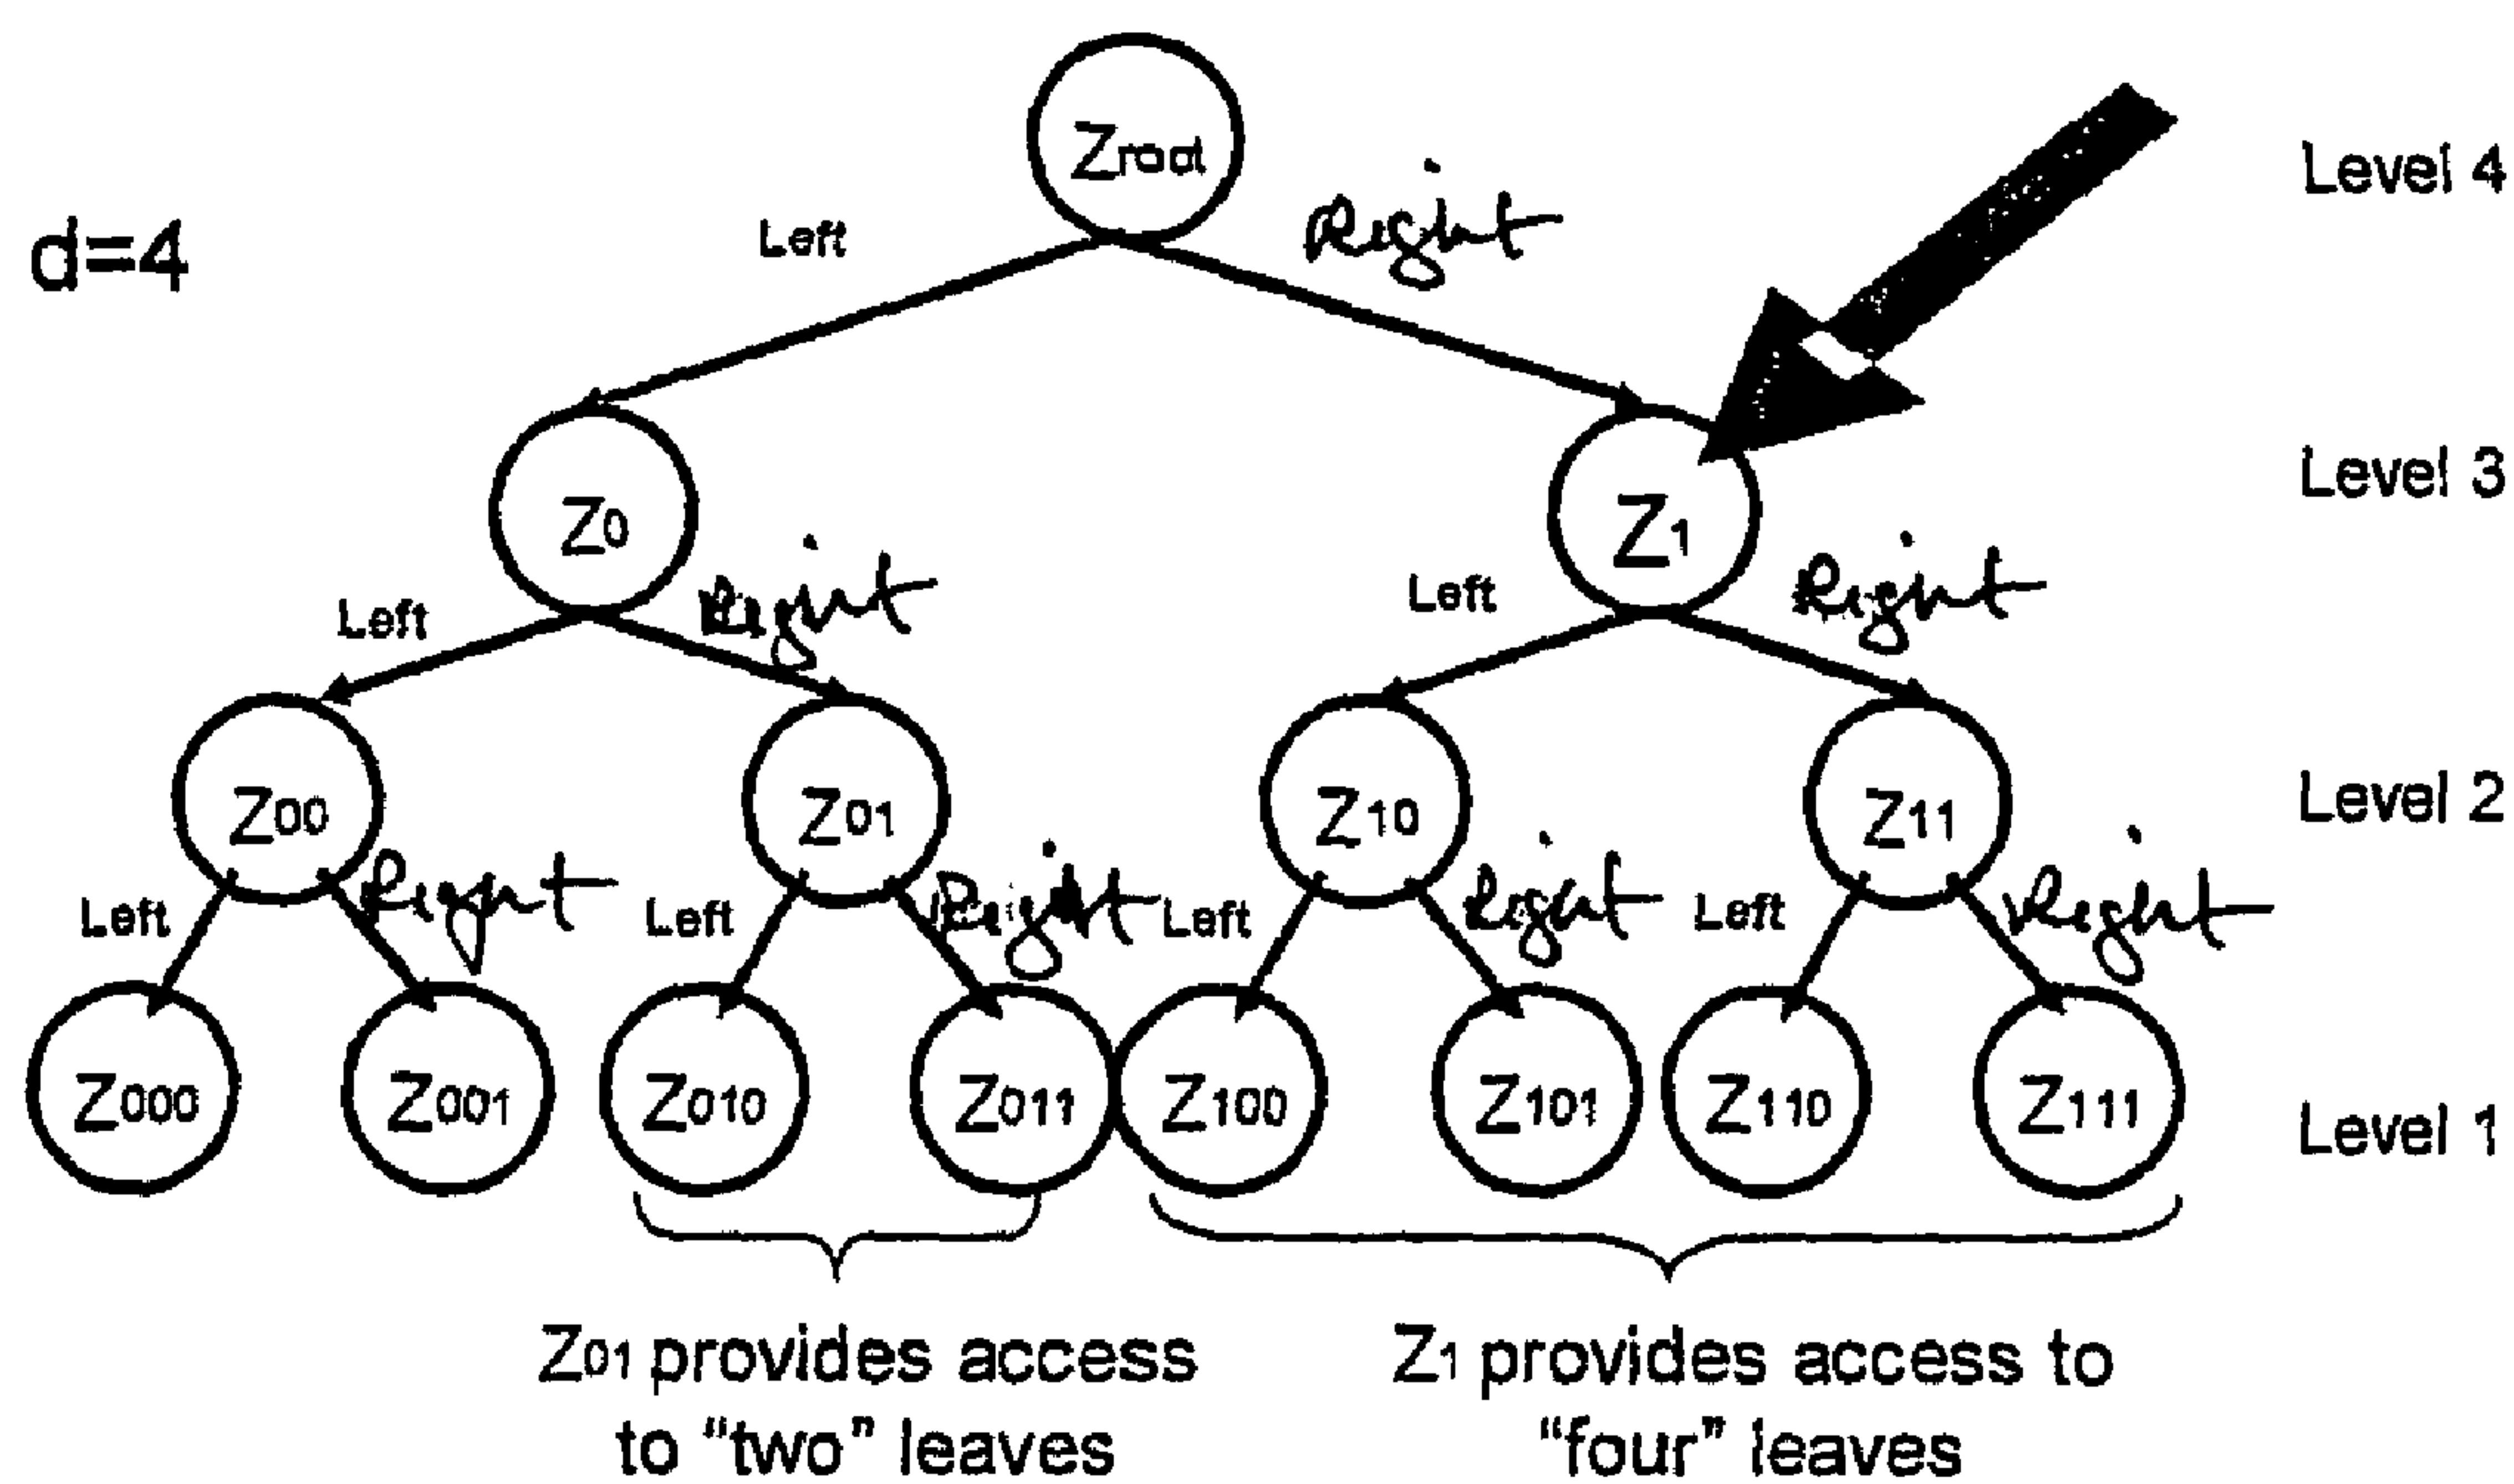 Zroot
Level 4
Left
Right
d=4
Level 3
Z0
Z1
Left
Right
Left
Right
Z00
Z01
Z10
Z11
Level 2
Left
Right
Left
Right
Left
Right
Left
Right
Z000
Z001
Z010
Z011
Z100
Z101
Z110
Z111
Level 1
Z01 provides access
to “two” leaves
Z1 provides access to
“four” leaves